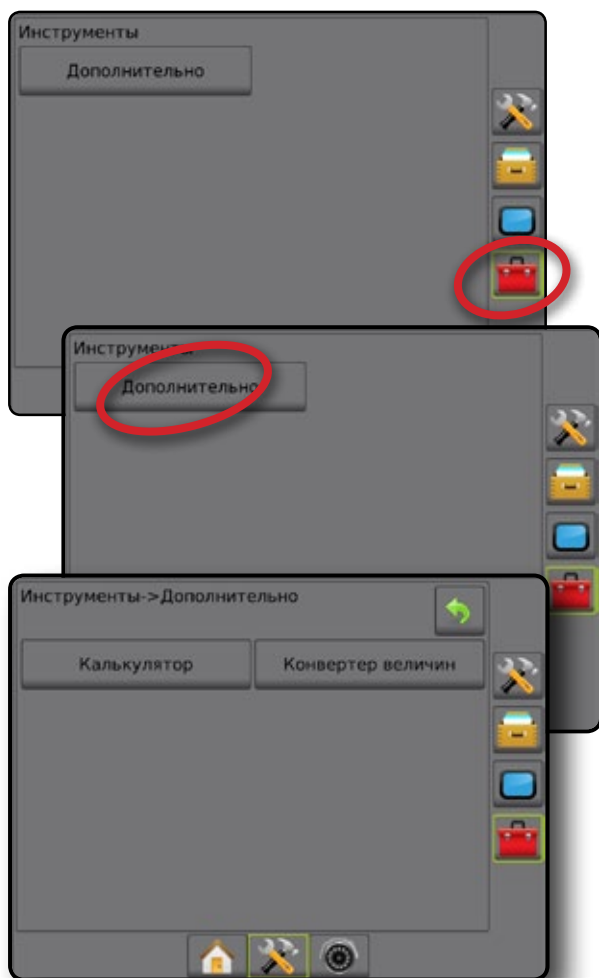 Инструменты
Дополнительно
Инструменты
Дополнительно
Инструменты->Дополнительно
Калькулятор
Конвертер величин